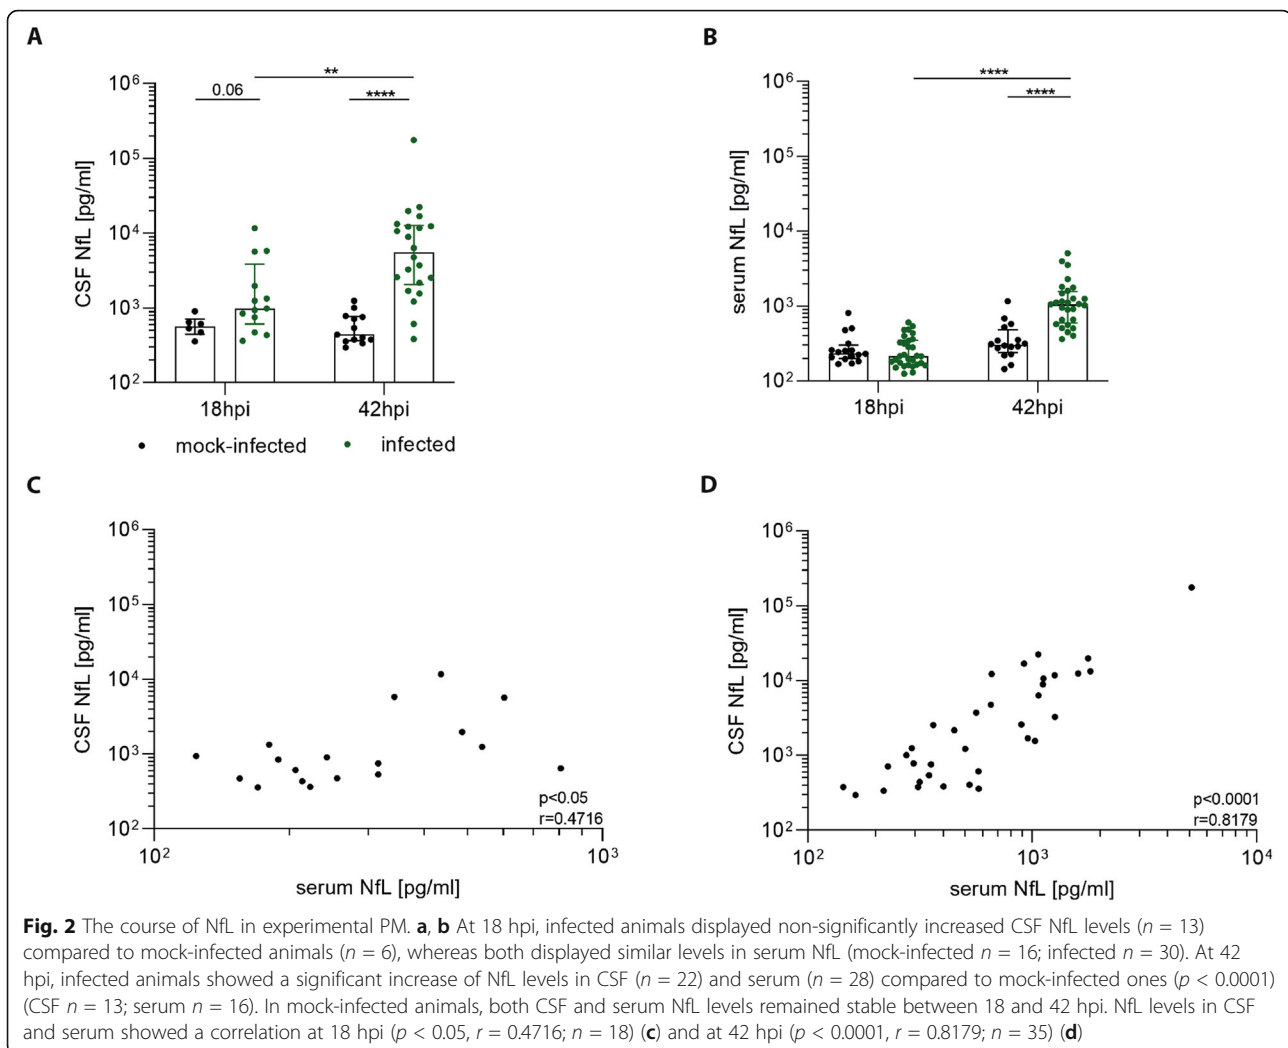 A
B
** 
0.06
****
****
****
10⁶
10⁵
10⁴
10³
10²
CSF NfL [pg/ml]
18hpi
42hpi
10⁶
10⁵
10⁴
10³
10²
serum NfL [pg/ml]
18hpi
42hpi
mock-infected
infected
C
D
10⁶
10⁵
10⁴
10³
10²
CSF NfL [pg/ml]
p<0.05
r=0.4716
10²
10³
serum NfL [pg/ml]
10⁶
10⁵
10⁴
10³
10²
CSF NfL [pg/ml]
p<0.0001
r=0.8179
10²
10³
10⁴
serum NfL [pg/ml]
Fig. 2 The course of NfL in experimental PM. a, b At 18 hpi, infected animals displayed non-significantly increased CSF NfL levels (n = 13)
compared to mock-infected animals (n = 6), whereas both displayed similar levels in serum NfL (mock-infected n = 16; infected n = 30). At 42
hpi, infected animals showed a significant increase of NfL levels in CSF (n = 22) and serum (n = 28) compared to mock-infected ones (p < 0.0001)
(CSF n = 13; serum n = 16). In mock-infected animals, both CSF and serum NfL levels remained stable between 18 and 42 hpi. NfL levels in CSF
and serum showed a correlation at 18 hpi (p < 0.05, r = 0.4716; n = 18) (c) and at 42 hpi (p < 0.0001, r = 0.8179; n = 35) (d)